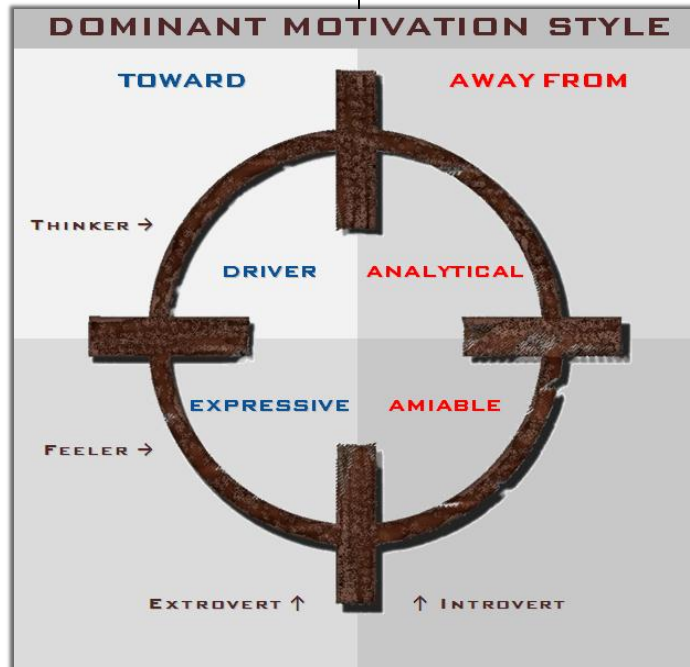 DOMINANT MOTIVATION STYLE
TOWARD AWAY FROM
THINKER →
DRIVER ANALYTICAL
EXPRESSIVE AMIABLE
FEELER →
EXTROVERT ↑ ↑ INTROVERT